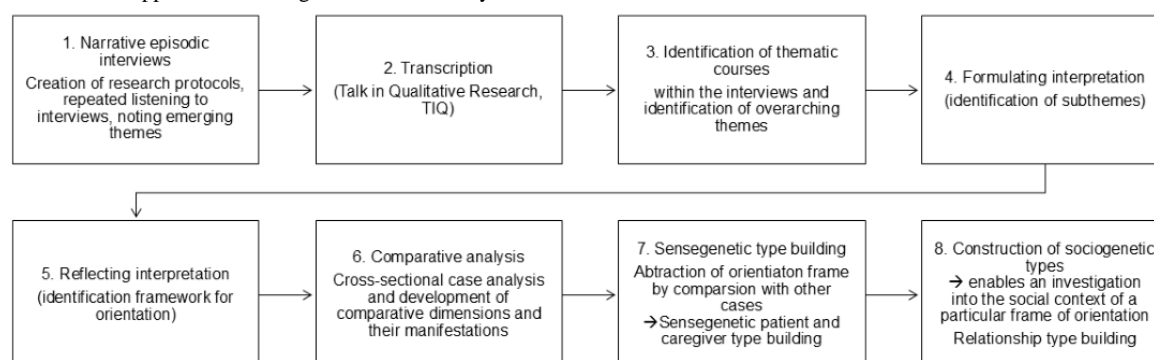 1. Narrative episodic
interviews
Creation of research protocols,
repeated listening to
interviews, noting emerging
themes
2. Transcription
(Talk in Qualitative Research,
TIQ)
3. Identification of thematic
courses
within the interviews and
identification of overarching
themes
4. Formulating interpretation
(identification of subthemes)
5. Reflecting interpretation
(identification framework for
orientation)
6. Comparative analysis
Cross-sectional case analysis
and development of
comparative dimensions and
their manifestations
7. Sensegenetic type building
Abtraction of orientiaton frame
by comparsion with other
cases
→Sensegenetic patient and
caregiver type building
8. Construction of sociogenetic
types
→ enables an investigation
into the social context of a
particular frame of orientation
Relationship type building